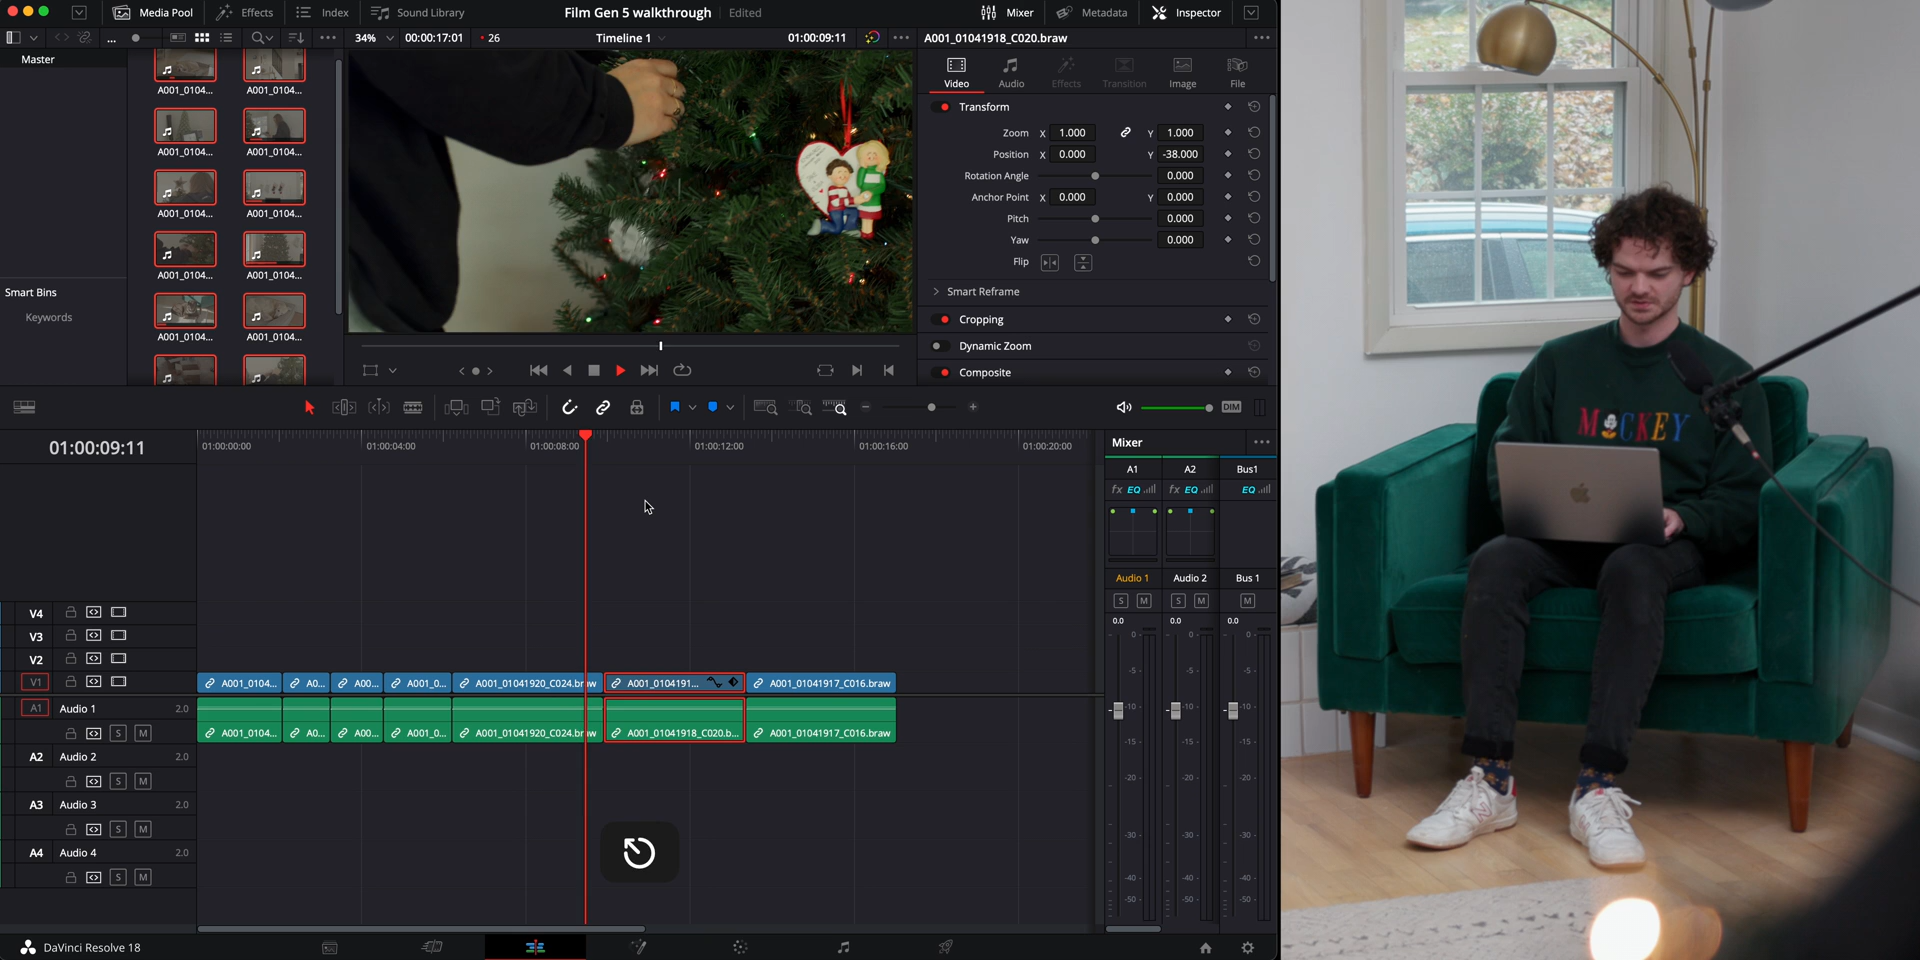 Media Pool
Effects
Index
Sound Library
Film Gen 5 walkthrough
Edited
Mixer
Metadata
Inspector
34%
00:00:17:01
26
Timeline 1
01:00:09:11
A001_01041918_C020.braw
Master
A001_0104...
A001_0104...
A001_0104...
A001_0104...
A001_0104...
A001_0104...
A001_0104...
A001_0104...
A001_0104...
A001_0104...
Smart Bins
Keywords
Video
Audio
Effects
Transition
Image
File
Transform
Zoom X 1.000 Y 1.000
Position X 0.000 Y -38.000
Rotation Angle 0.000
Anchor Point X 0.000 Y 0.000
Pitch 0.000
Yaw 0.000
Flip
Smart Reframe
Cropping
Dynamic Zoom
Composite
DIM
01:00:09:11
01:00:00:00
01:00:04:00
01:00:08:00
01:00:12:00
01:00:16:00
01:00:20:00
V4
V3
V2
V1
A001_0104...
A0...
A00...
A001_0...
A001_01041920_C024.braw
A001_0104191...
A001_01041917_C016.braw
A1 Audio 1 2.0
S M
A001_0104...
A0...
A00...
A001_0...
A001_01041920_C024.braw
A001_01041918_C020.b...
A001_01041917_C016.braw
A2 Audio 2 2.0
S M
A3 Audio 3 2.0
S M
A4 Audio 4 2.0
S M
Mixer
A1 A2 Bus1
fx EQ fx EQ EQ
Audio 1 Audio 2 Bus 1
S M S M M
0.0 0.0 0.0
0 0 0
-5 -5 -5
-10 -10 -10
-15 -15 -15
-20 -20 -20
-30 -30 -30
-40 -40 -40
-50 -50 -50
DaVinci Resolve 18
MICKEY